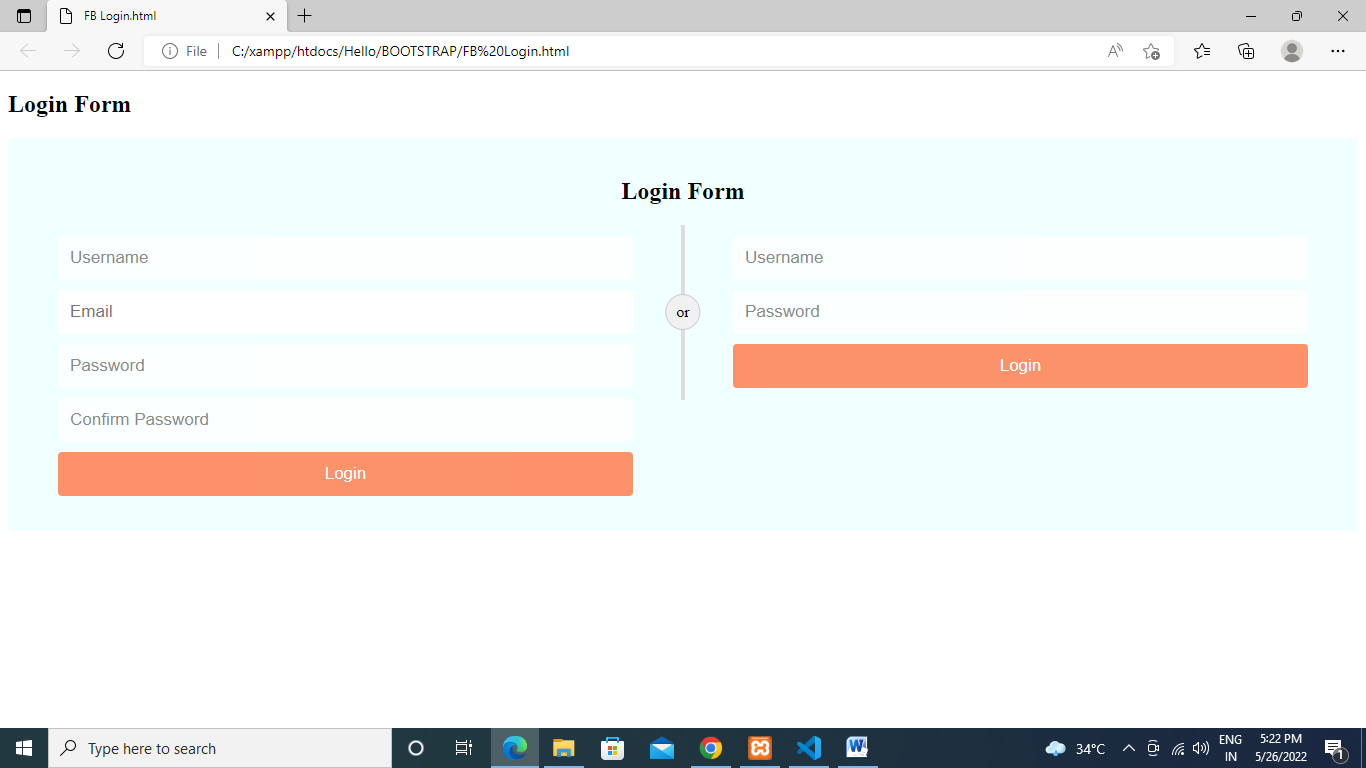 FB Login.html
File
C:/xampp/htdocs/Hello/BOOTSTRAP/FB%20Login.html
Login Form
Login Form
Username
Email
Password
Confirm Password
Login
or
Username
Password
Login
Type here to search
34°C
ENG
IN
5:22 PM
5/26/2022
1